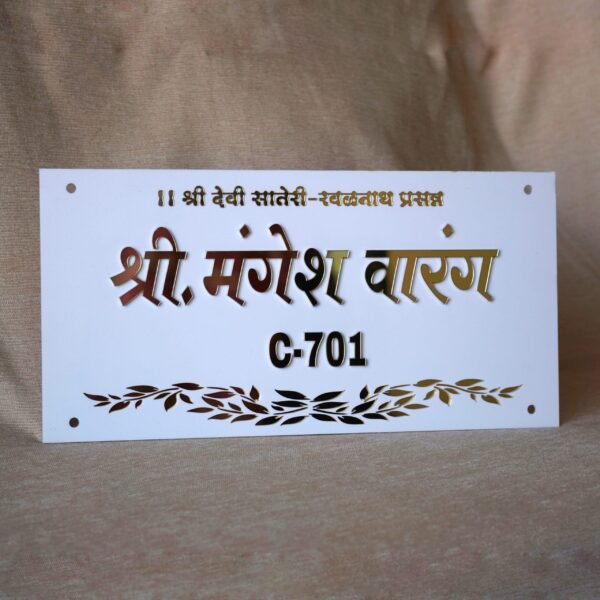 ॥ श्री देवी सातेरी-रवळनाथ प्रसन्न
श्री. मंगेश वारंग
C-701